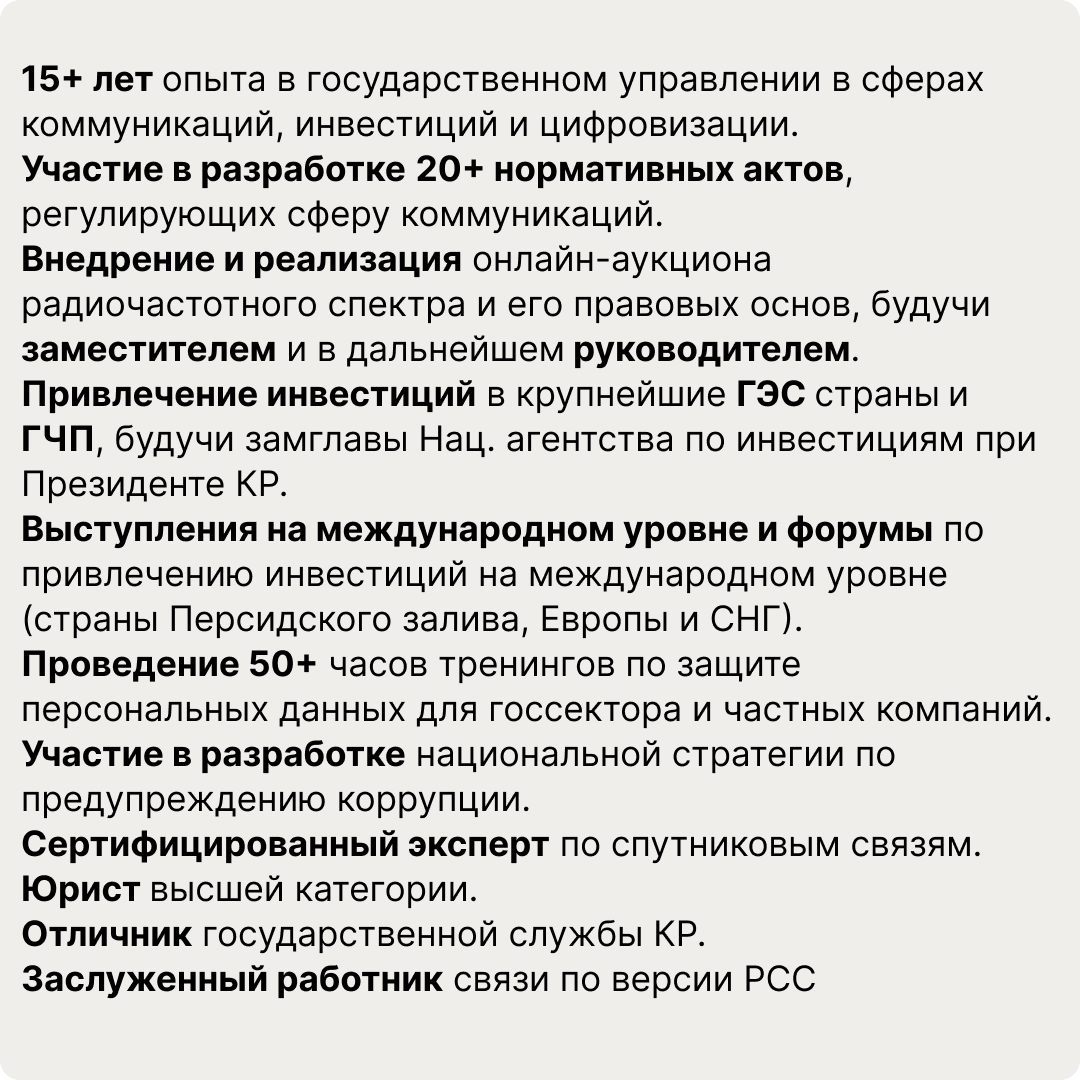 15+ лет опыта в государственном управлении в сферах
коммуникаций, инвестиций и цифровизации.
Участие в разработке 20+ нормативных актов,
регулирующих сферу коммуникаций.
Внедрение и реализация онлайн-аукциона
радиочастотного спектра и его правовых основ, будучи
заместителем и в дальнейшем руководителем.
Привлечение инвестиций в крупнейшие ГЭС страны и
ГЧП, будучи замглавы Нац. агентства по инвестициям при
Президенте КР.
Выступления на международном уровне и форумы по
привлечению инвестиций на международном уровне
(страны Персидского залива, Европы и СНГ).
Проведение 50+ часов тренингов по защите
персональных данных для госсектора и частных компаний.
Участие в разработке национальной стратегии по
предупреждению коррупции.
Сертифицированный эксперт по спутниковым связям.
Юрист высшей категории.
Отличник государственной службы КР.
Заслуженный работник связи по версии РСС